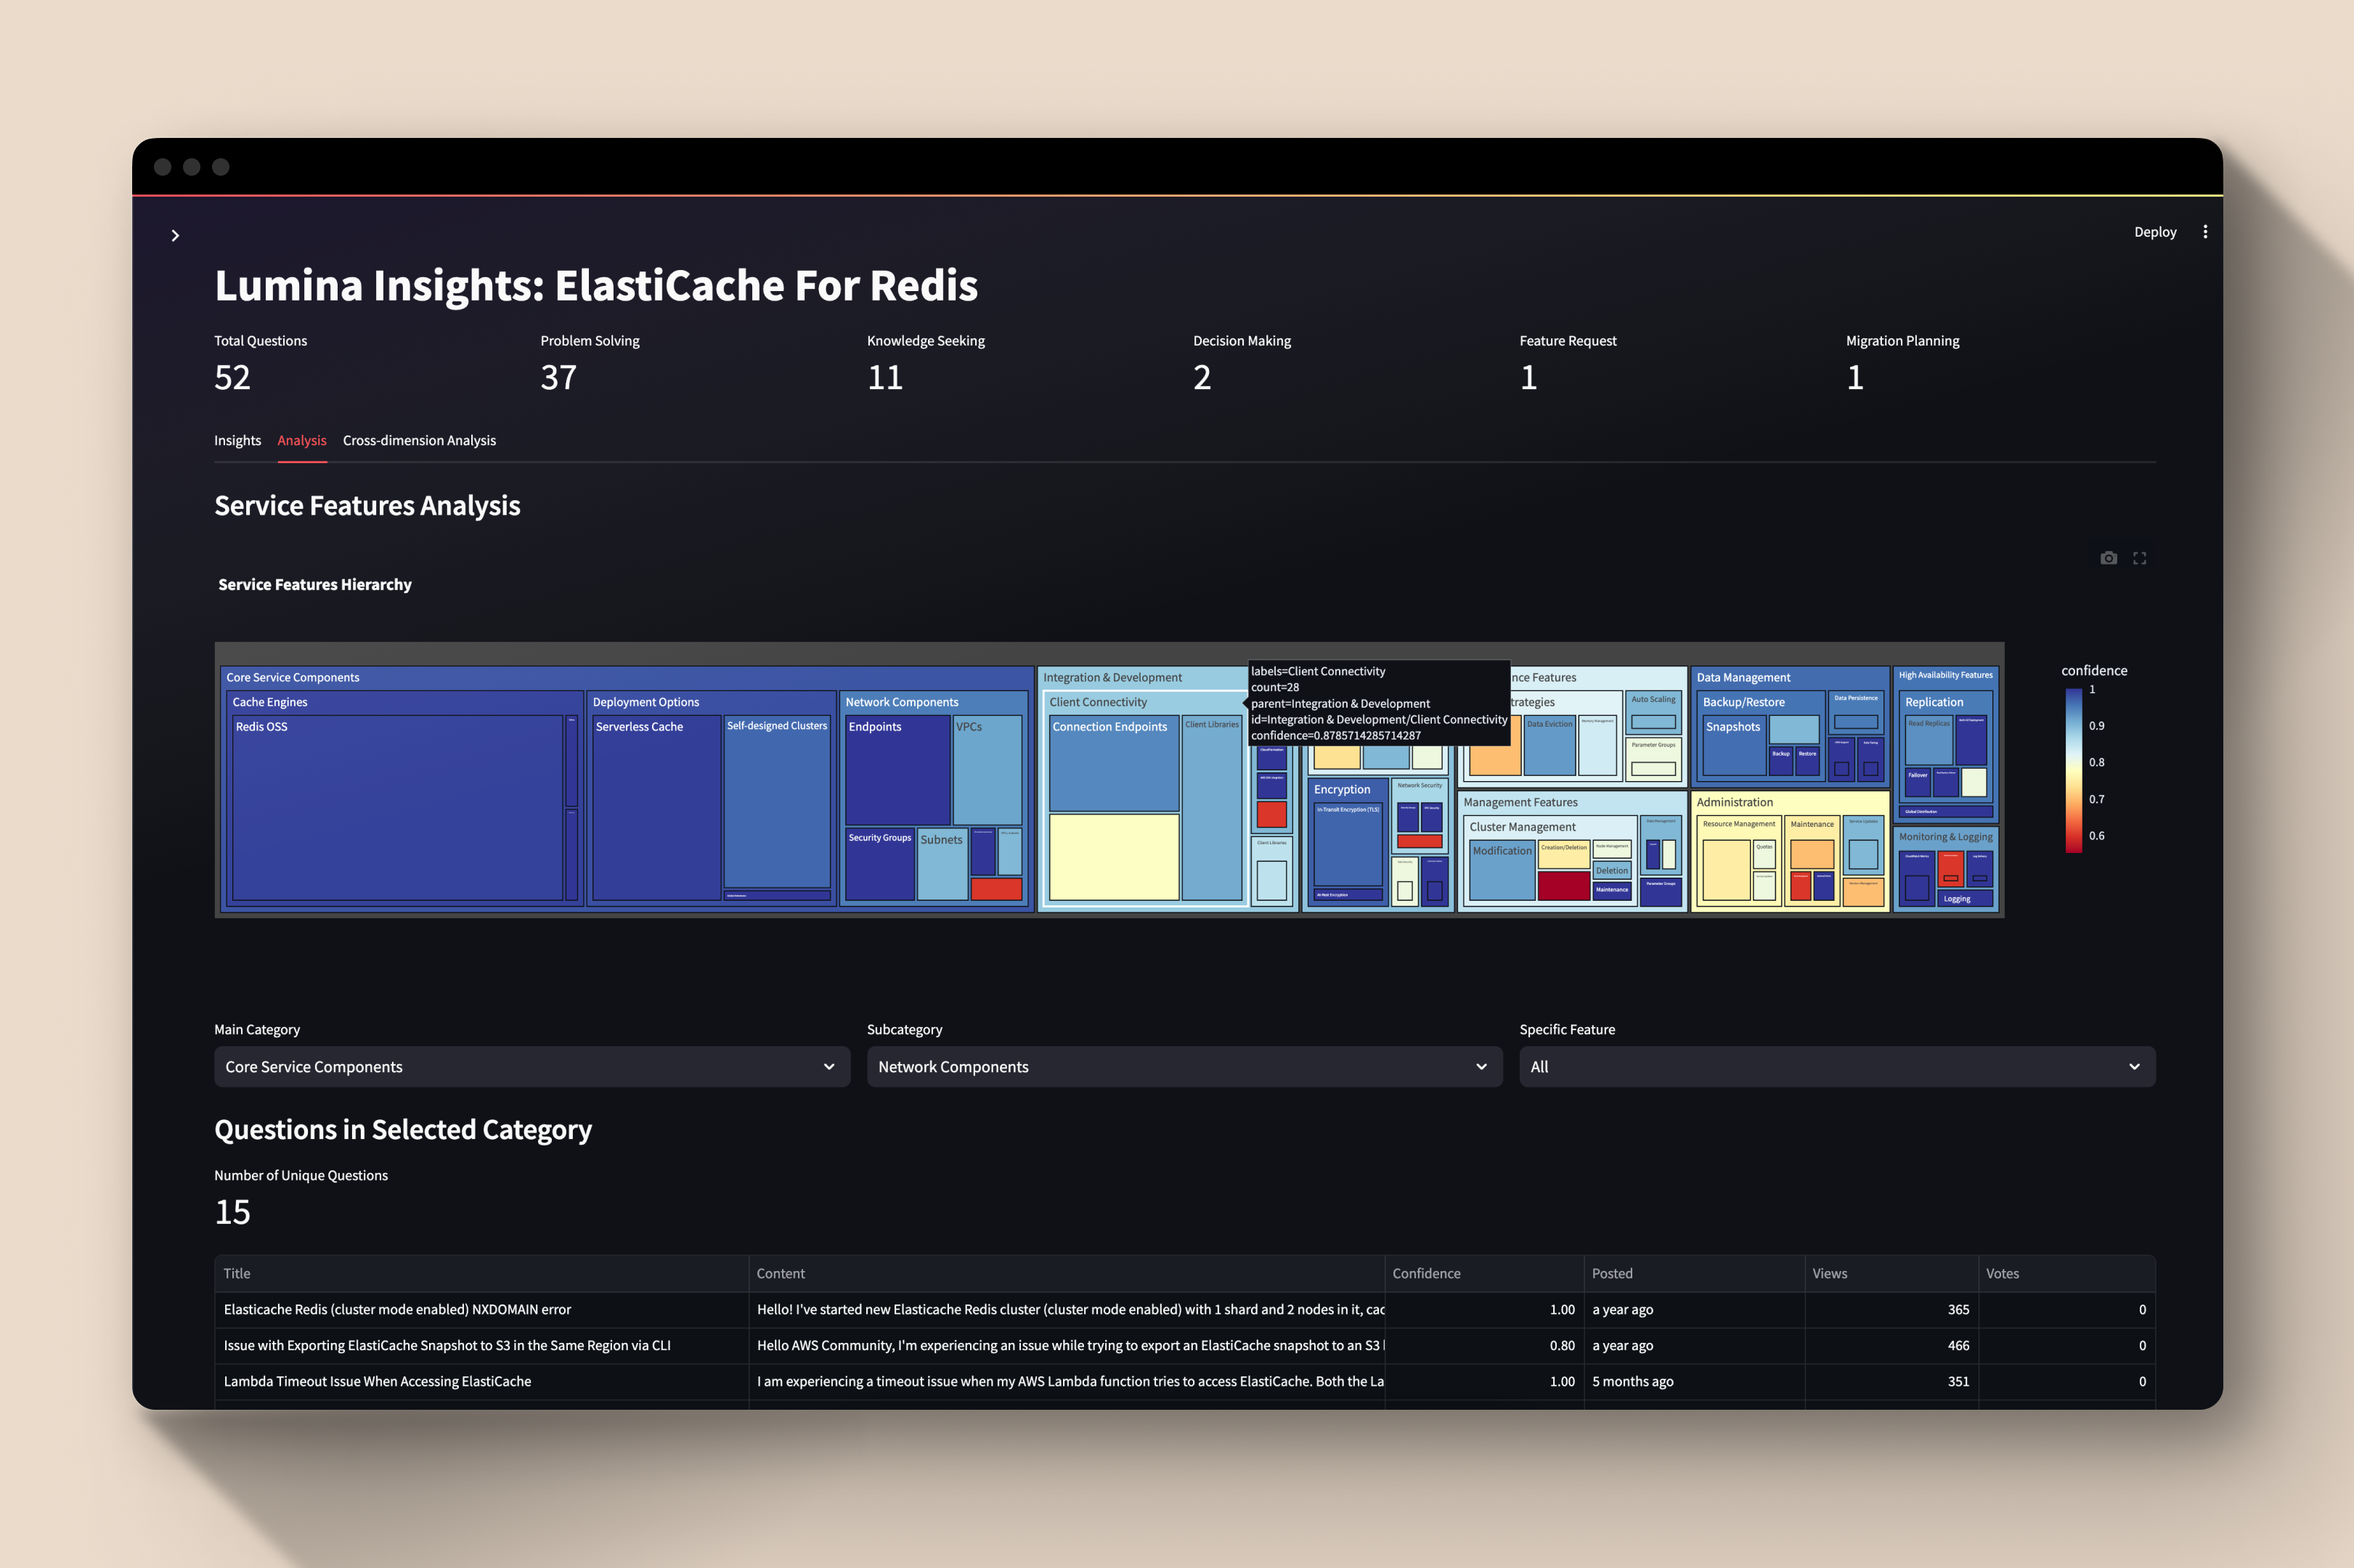 Deploy
Lumina Insights: ElastiCache For Redis
Total Questions
Problem Solving
Knowledge Seeking
Decision Making
Feature Request
Migration Planning
52
37
11
2
1
1
Insights
Analysis
Cross-dimension Analysis
Service Features Analysis
Service Features Hierarchy
Core Service Components
Cache Engines
Redis OSS
Deployment Options
Serverless Cache
Self-designed Clusters
Network Components
Endpoints
VPCs
Security Groups
Subnets
Integration & Development
Client Connectivity
Connection Endpoints
Client Libraries
labels=Client Connectivity
count=28
parent=Integration & Development
id=Integration & Development/Client Connectivity
confidence=0.8785714285714287
Client Libraries
Encryption
In-Transit Encryption (TLS)
At-Rest Encryption
Network Security
nce Features
trategies
Data Eviction
Memory Management
Auto Scaling
Parameter Groups
Management Features
Cluster Management
Modification
Creation/Deletion
Node Management
Deletion
Maintenance
Parameter Groups
Data Management
Backup/Restore
Snapshots
Backup
Restore
Data Persistence
Administration
Resource Management
Quotas
Maintenance
Service Updates
High Availability Features
Replication
Read Replicas
Failover
Global Distribution
Monitoring & Logging
Logging
confidence
1
0.9
0.8
0.7
0.6
Main Category
Subcategory
Specific Feature
Core Service Components
Network Components
All
Questions in Selected Category
Number of Unique Questions
15
Title Content Confidence Posted Views Votes
Elasticache Redis (cluster mode enabled) NXDOMAIN error Hello! I've started new Elasticache Redis cluster (cluster mode enabled) with 1 shard and 2 nodes in it, cac 1.00 a year ago 365 0
Issue with Exporting ElastiCache Snapshot to S3 in the Same Region via CLI Hello AWS Community, I'm experiencing an issue while trying to export an ElastiCache snapshot to an S3 0.80 a year ago 466 0
Lambda Timeout Issue When Accessing ElastiCache I am experiencing a timeout issue when my AWS Lambda function tries to access ElastiCache. Both the La 1.00 5 months ago 351 0